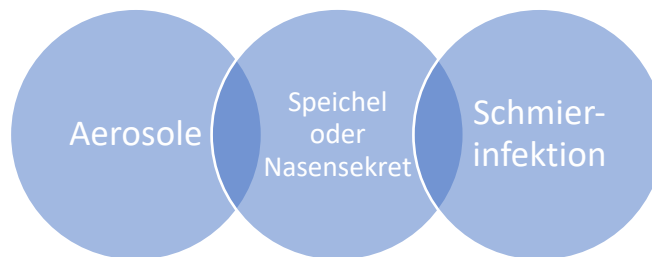 Aerosole
Speichel
oder
Nasensekret
Schmier-
infektion